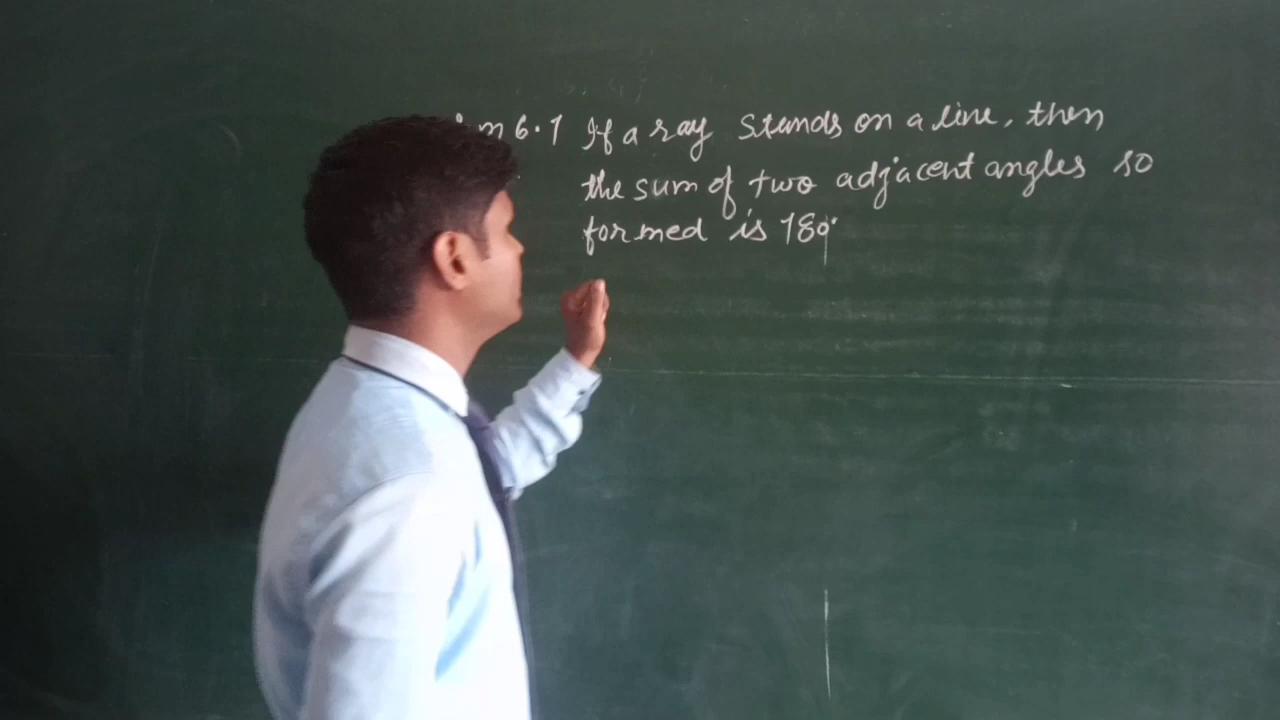 m 6.1 If a ray stands on a line, then
the sum of two adjacent angles so
formed is 180°